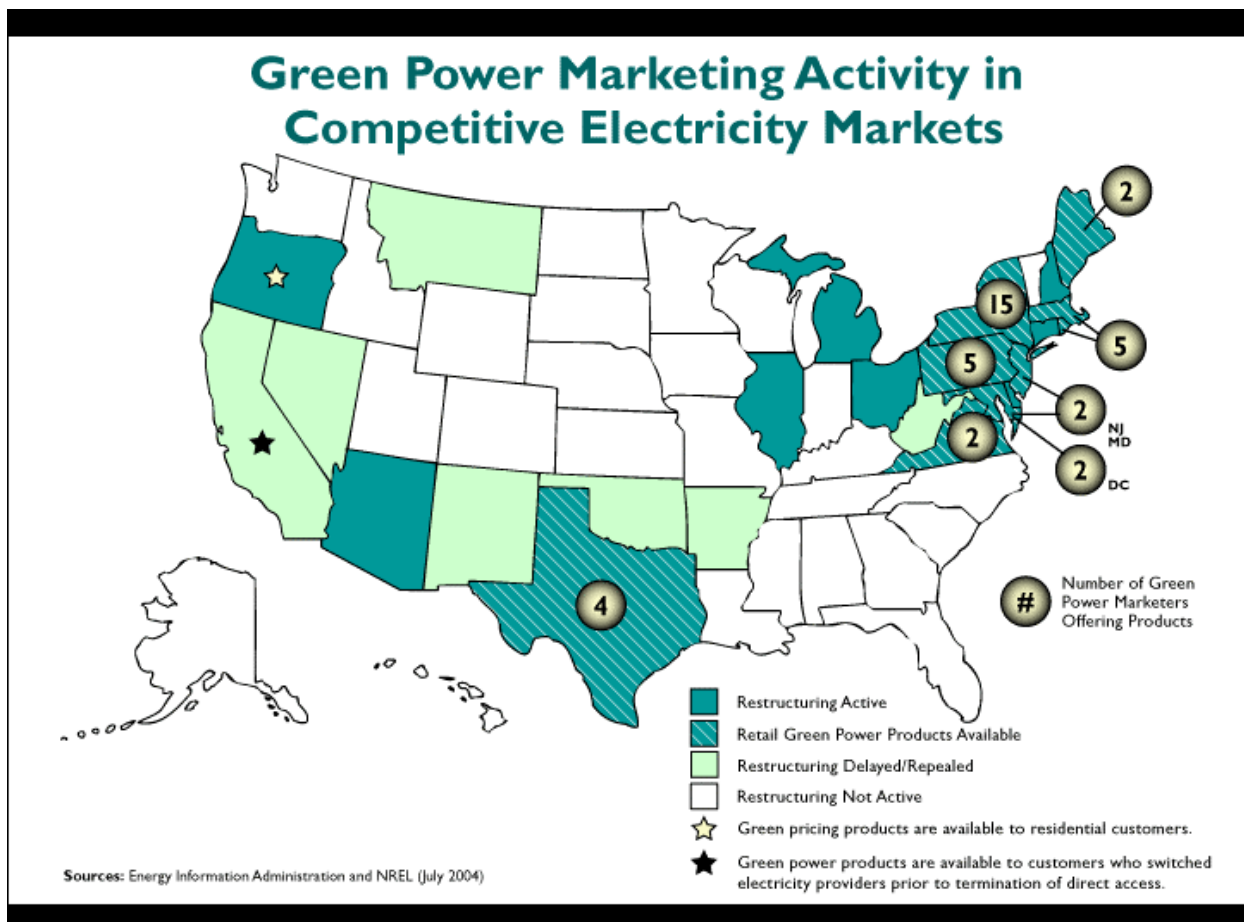 Green Power Marketing Activity in
Competitive Electricity Markets
2
15
5
5
2
NJ
MD
2
2
DC
4
#
Number of Green
Power Marketers
Offering Products
Restructuring Active
Retail Green Power Products Available
Restructuring Delayed/Repealed
Restructuring Not Active
Green pricing products are available to residential customers.
Green power products are available to customers who switched
electricity providers prior to termination of direct access.
Sources: Energy Information Administration and NREL (July 2004)